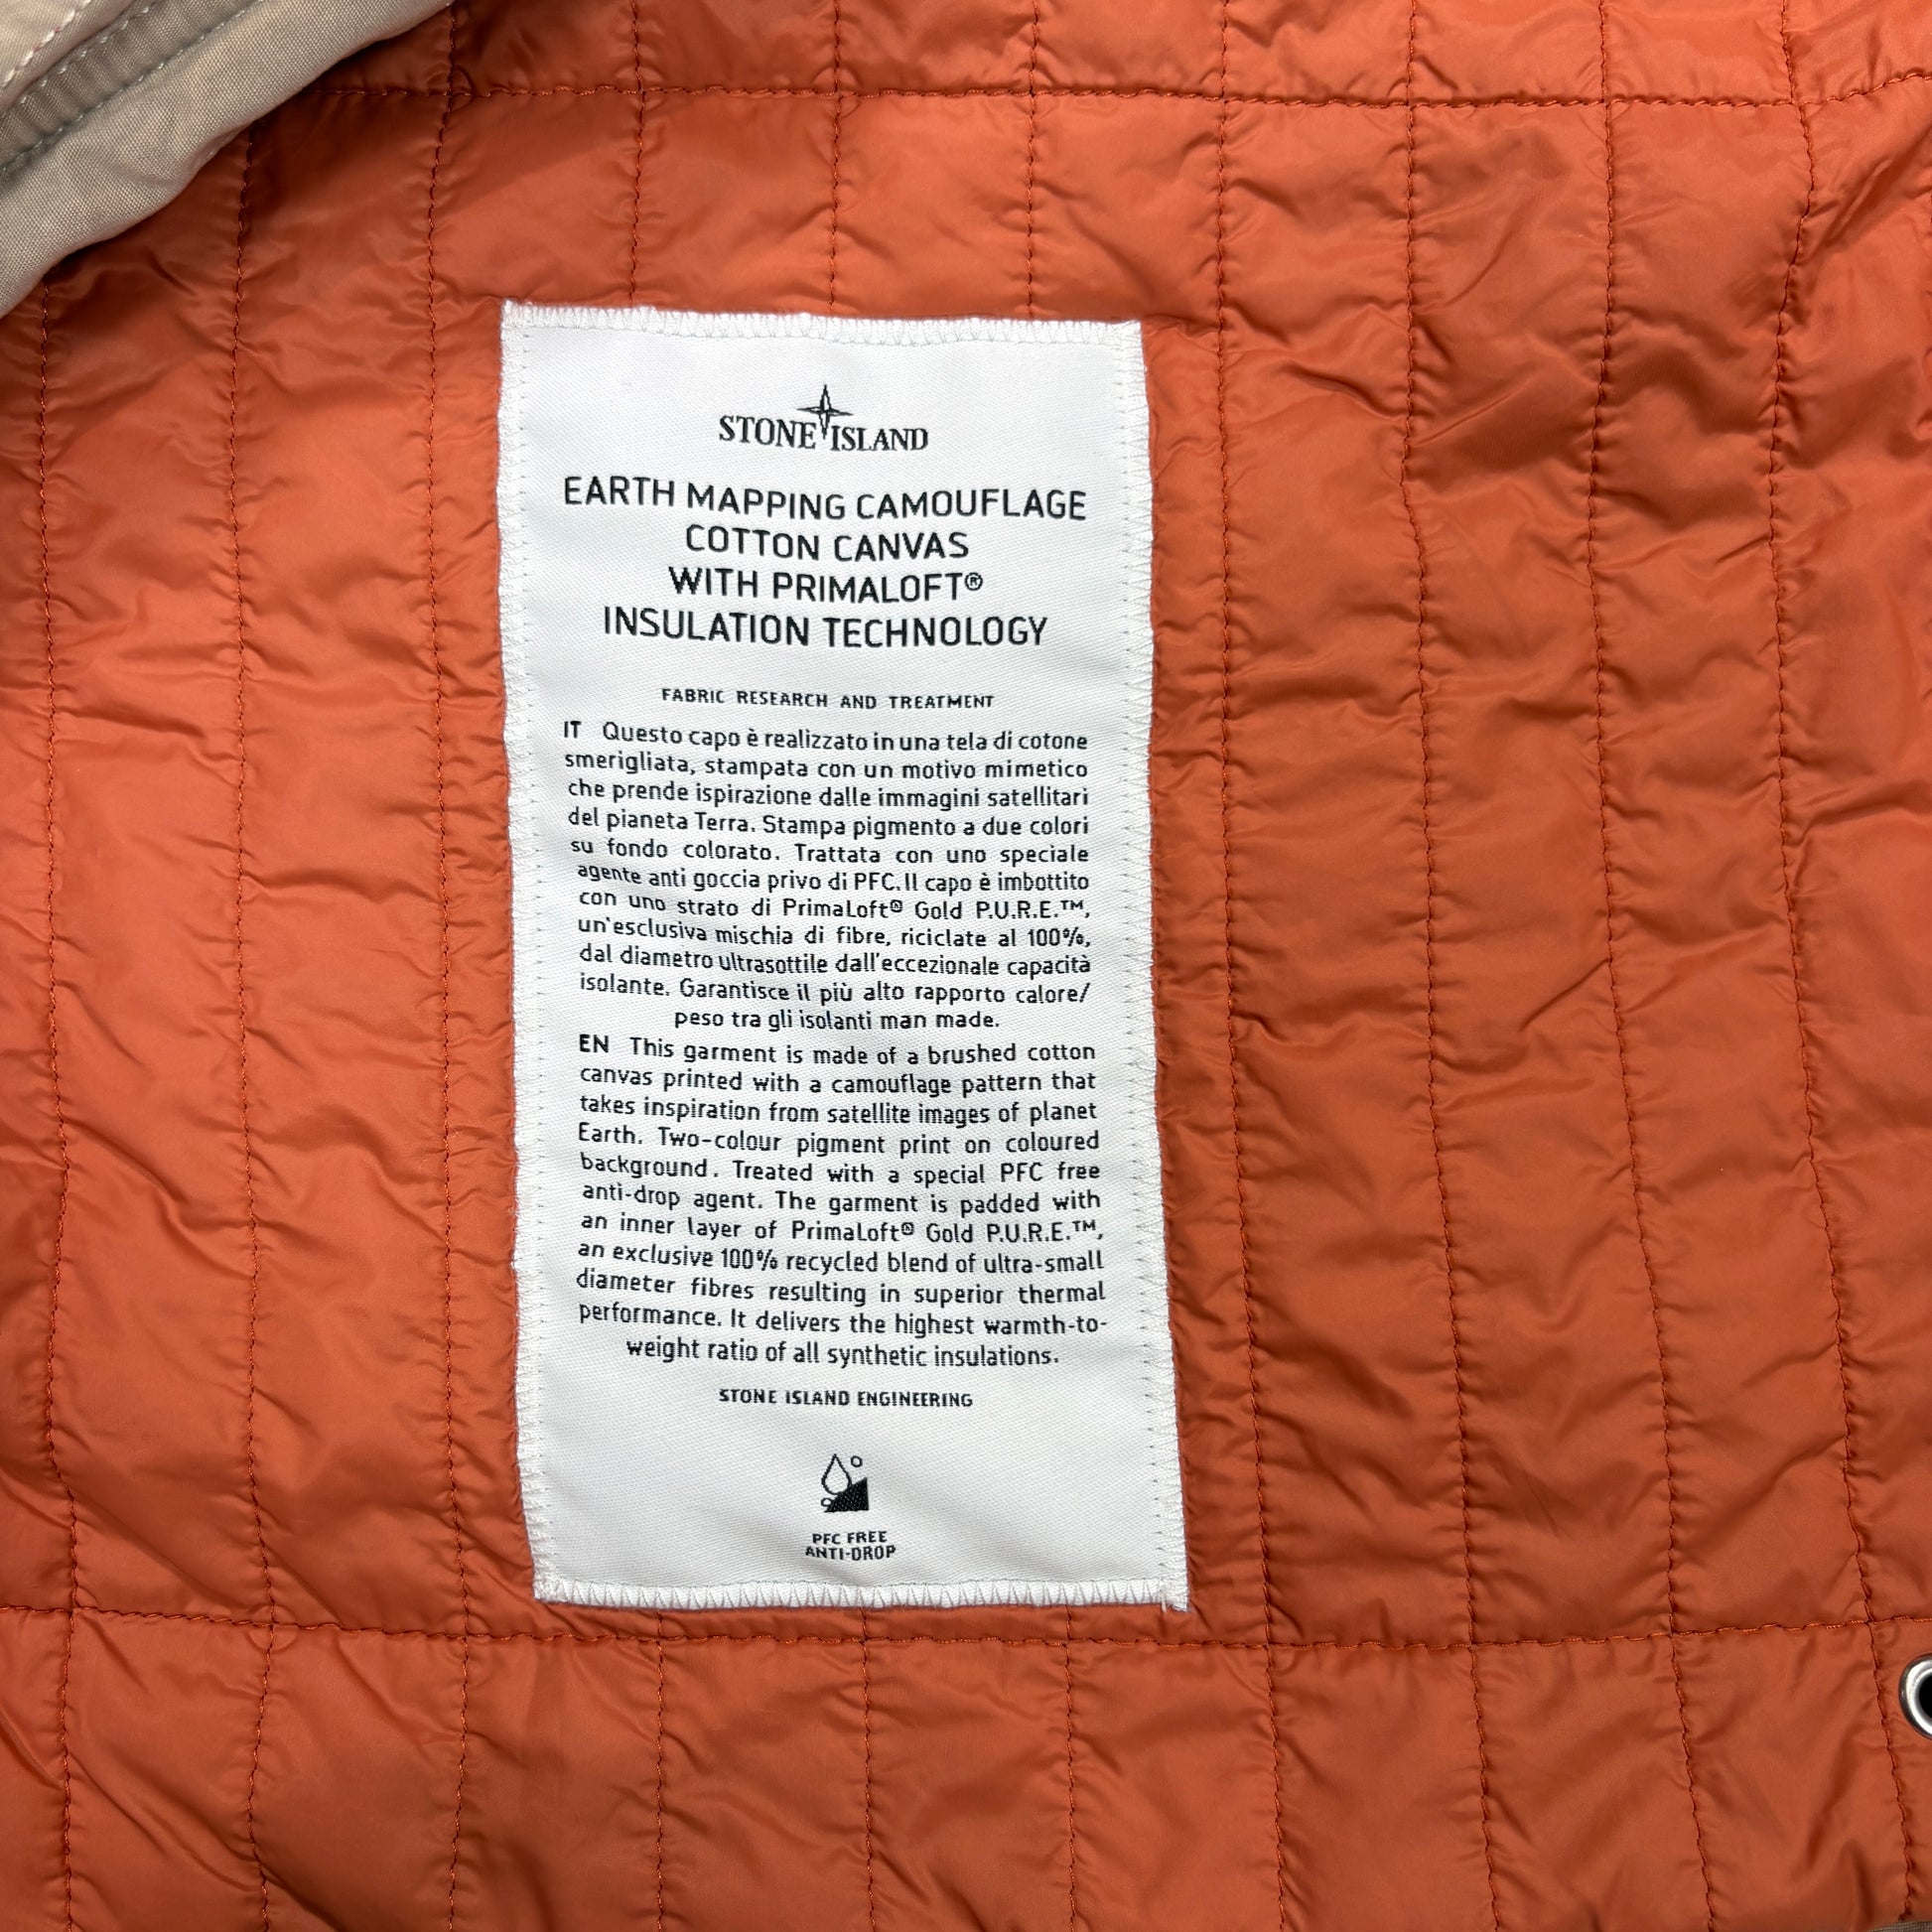 STONE ISLAND
EARTH MAPPING CAMOUFLAGE
COTTON CANVAS
WITH PRIMALOFT®
INSULATION TECHNOLOGY
FABRIC RESEARCH AND TREATMENT
IT Questo capo è realizzato in una tela di cotone
smerigliata, stampata con un motivo mimetico
che prende ispirazione dalle immagini satellitari
del pianeta Terra. Stampa pigmento a due colori
su fondo colorato. Trattata con uno speciale
agente anti goccia privo di PFC. Il capo è imbottito
con uno strato di PrimaLoft® Gold P.U.R.E.™,
un'esclusiva mischia di fibre, riciclate al 100%,
dal diametro ultrasottile dall'eccezionale capacità
isolante. Garantisce il più alto rapporto calore/
peso tra gli isolanti man made.
EN This garment is made of a brushed cotton
canvas printed with a camouflage pattern that
takes inspiration from satellite images of planet
Earth. Two-colour pigment print on coloured
background. Treated with a special PFC free
anti-drop agent. The garment is padded with
an inner layer of PrimaLoft® Gold P.U.R.E.™,
an exclusive 100% recycled blend of ultra-small
diameter fibres resulting in superior thermal
performance. It delivers the highest warmth-to-
weight ratio of all synthetic insulations.
STONE ISLAND ENGINEERING
PFC FREE
ANTI-DROP